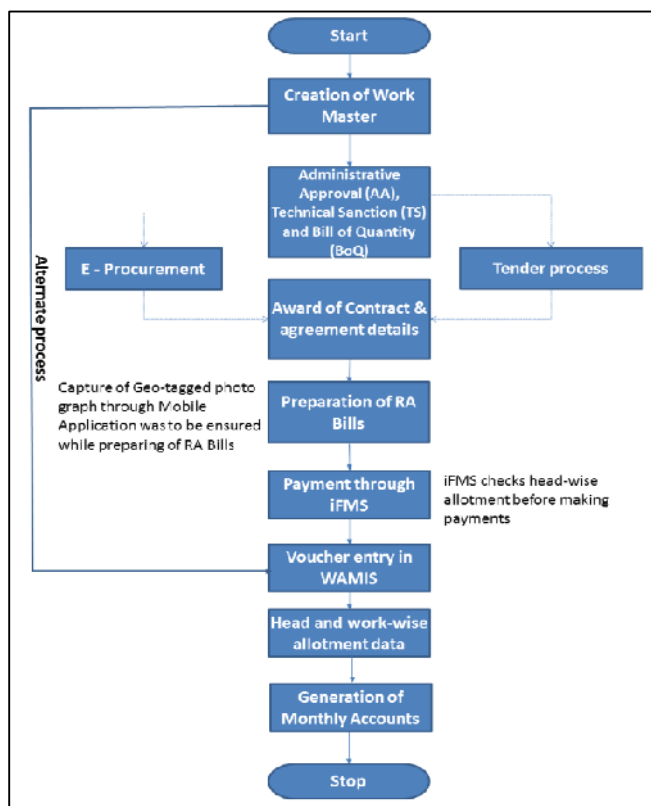 Start
Creation of Work
Master
Administrative
Approval (AA),
Technical Sanction (TS)
and Bill of Quantity
(BoQ)
E - Procurement
Tender process
Alternate process
Award of Contract &
agreement details
Capture of Geo-tagged photo
graph through Mobile
Application was to be ensured
while preparing of RA Bills
Preparation of RA
Bills
Payment through
iFMS
iFMS checks head-wise
allotment before making
payments
Voucher entry in
WAMIS
Head and work-wise
allotment data
Generation of
Monthly Accounts
Stop